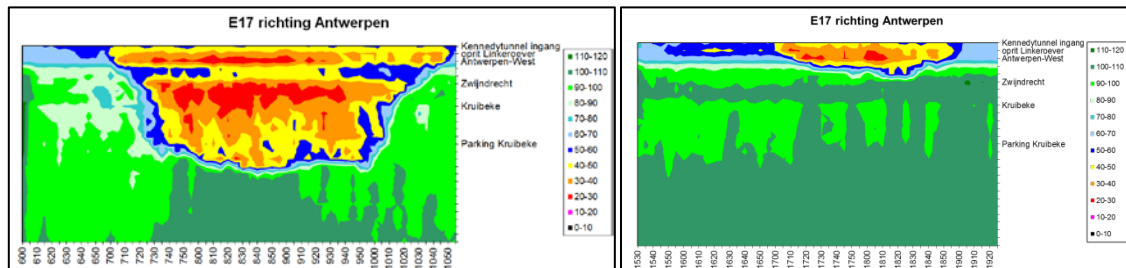 E17 richting Antwerpen
Kennedytunnel ingang
oprit Linkeroever
Antwerpen-West
Zwijndrecht
Kruibeke
Parking Kruibeke
110-120
100-110
90-100
80-90
70-80
60-70
50-60
40-50
30-40
20-30
10-20
0-10
600 610 620 630 640 650 700 710 720 730 740 750 800 810 820 830 840 850 900 910 920 930 940 950 1000 1010 1020 1030 1040 1050
E17 richting Antwerpen
Kennedytunnel ingang
oprit Linkeroever
Antwerpen-West
Zwijndrecht
Kruibeke
Parking Kruibeke
110-120
100-110
90-100
80-90
70-80
60-70
50-60
40-50
30-40
20-30
10-20
0-10
1530 1540 1550 1600 1610 1620 1630 1640 1650 1700 1710 1720 1730 1740 1750 1800 1810 1820 1830 1840 1850 1900 1910 1920